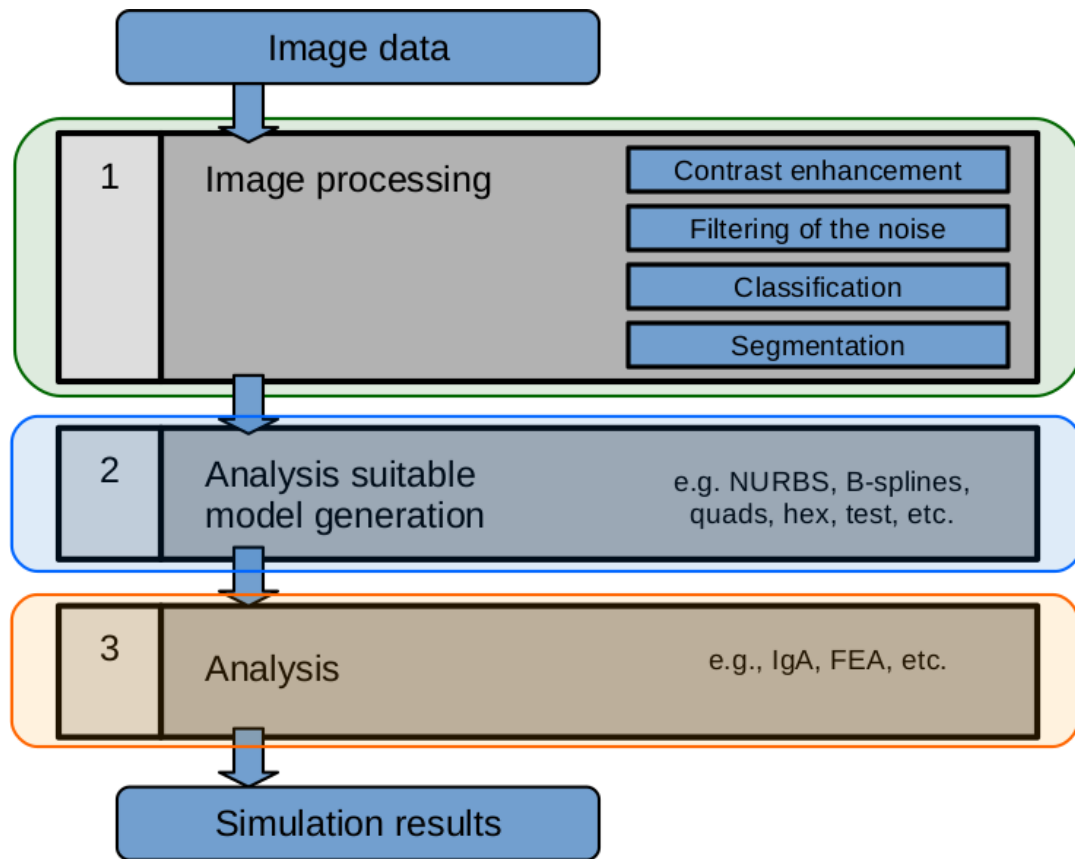 Image data
1
Image processing
Contrast enhancement
Filtering of the noise
Classification
Segmentation
2
Analysis suitable
model generation
e.g. NURBS, B-splines,
quads, hex, test, etc.
3
Analysis
e.g., IgA, FEA, etc.
Simulation results